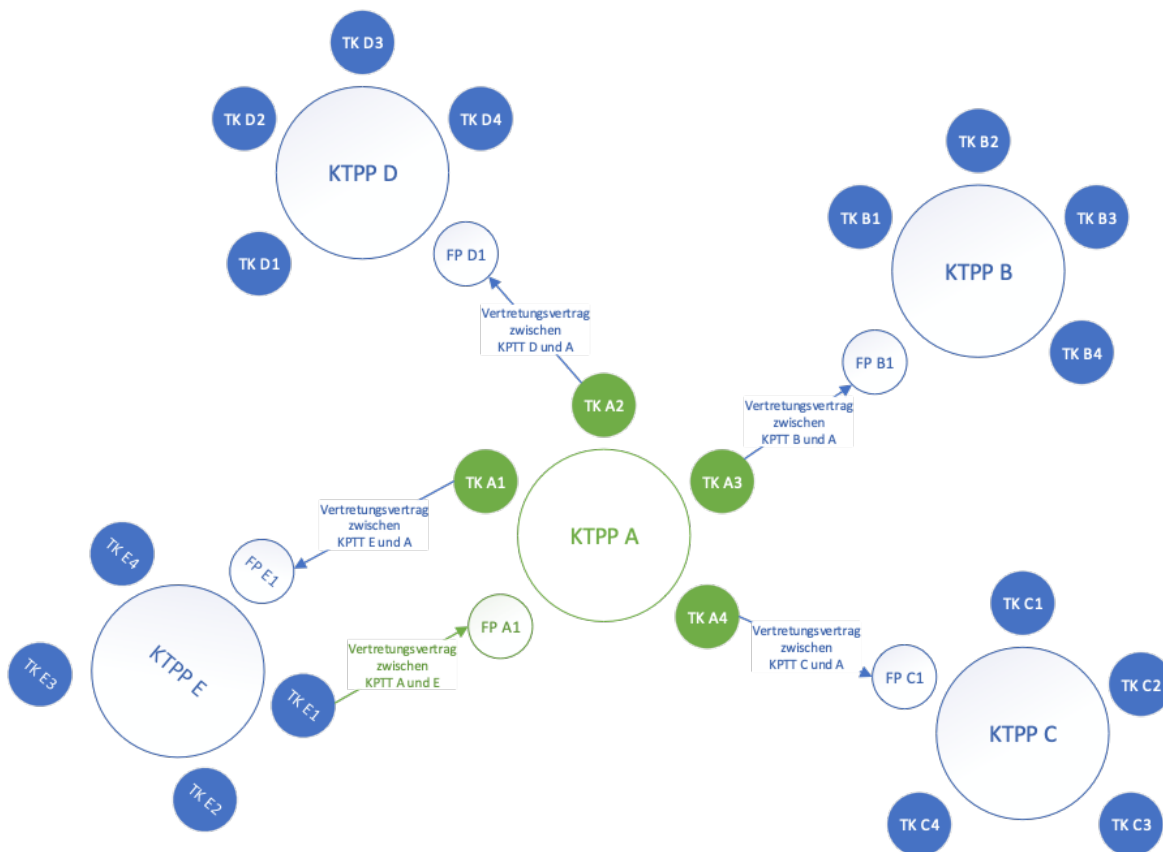 TK D3
TK D2
TK D4
KTPP D
TK D1
FP D1
Vertretungsvertrag
zwischen
KPTT D und A
TK B2
TK B1
TK B3
KTPP B
TK B4
FP B1
Vertretungsvertrag
zwischen
KPTT B und A
TK A2
TK A1
TK A3
KTPP A
TK A4
FP A1
Vertretungsvertrag
zwischen
KPTT E und A
TK E4
FP E1
KTPP E
TK E3
TK E1
TK E2
Vertretungsvertrag
zwischen
KPTT A und E
Vertretungsvertrag
zwischen
KPTT C und A
TK C1
FP C1
TK C2
KTPP C
TK C4
TK C3